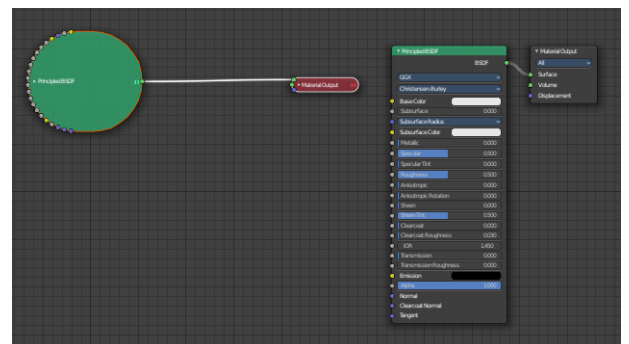 Principled BSDF
Material Output
Principled BSDF
BSDF
GGX
Christensen-Burley
Base Color
Subsurface 0.000
Subsurface Radius
Subsurface Color
Metallic 0.000
Specular 0.500
Specular Tint 0.000
Roughness 0.500
Anisotropic 0.000
Anisotropic Rotation 0.000
Sheen 0.000
Sheen Tint 0.500
Clearcoat 0.000
Clearcoat Roughness 0.030
IOR 1.450
Transmission 0.000
Transmission Roughness 0.000
Emission
Alpha 1.000
Normal
Clearcoat Normal
Tangent
Material Output
All
Surface
Volume
Displacement